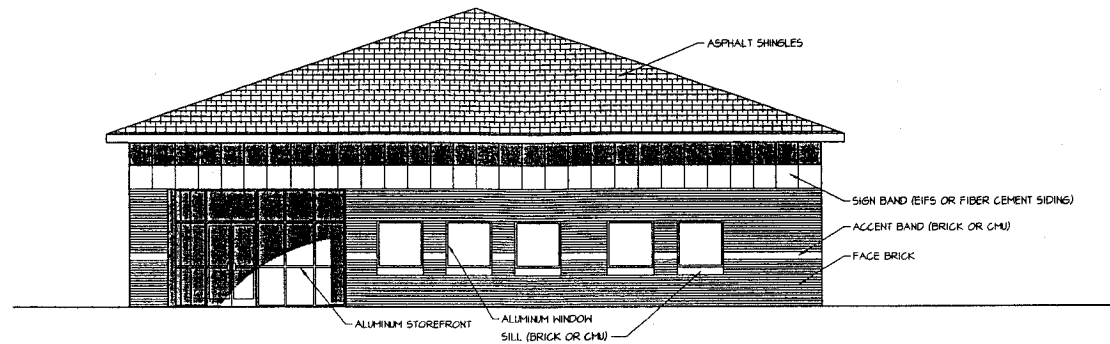 ASPHALT SHINGLES
SIGN BAND (EIFS OR FIBER CEMENT SIDING)
ACCENT BAND (BRICK OR CMU)
FACE BRICK
ALUMINUM STOREFRONT
ALUMINUM WINDOW
SILL (BRICK OR CMU)